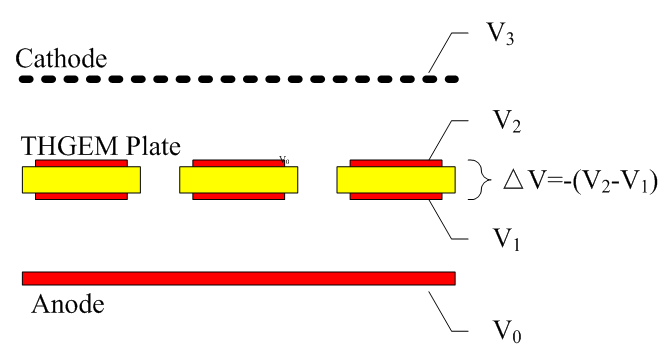 V₃
Cathode
V₂
THGEM Plate
V₀
△V=-(V₂-V₁)
V₁
Anode
V₀